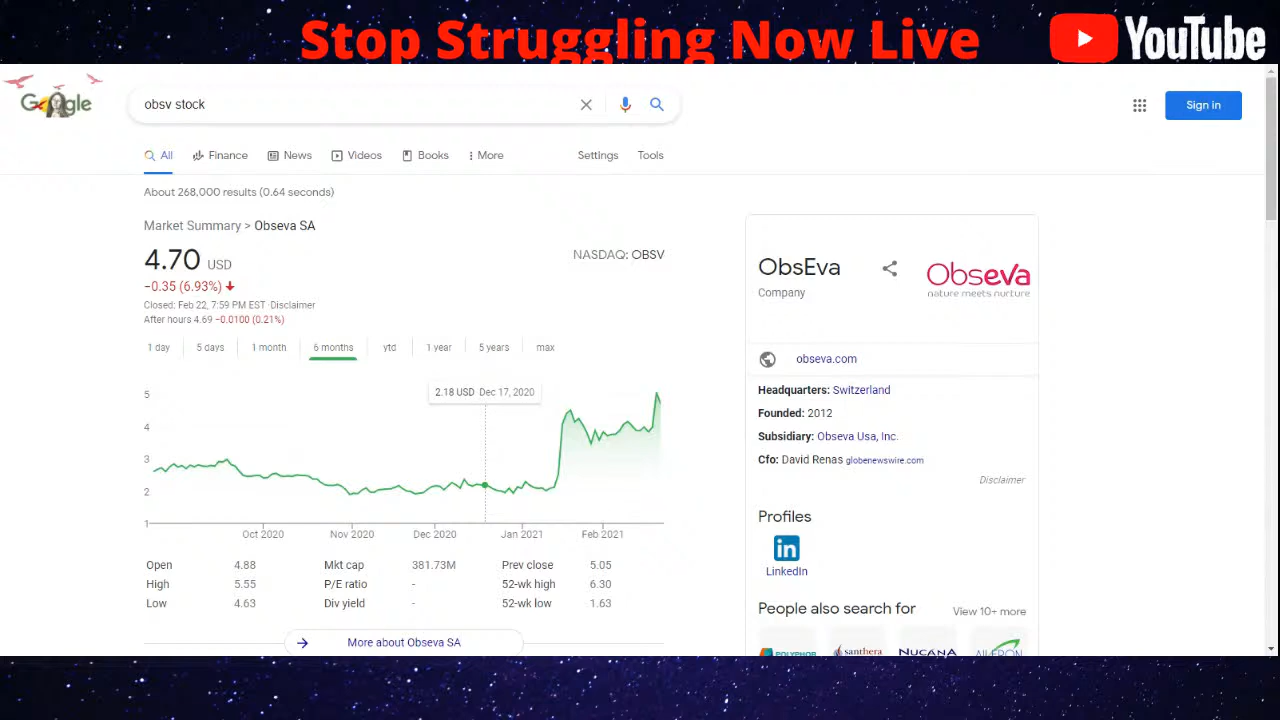 Stop Struggling Now Live
YouTube
Google
obsv stock
Sign in
All
Finance
News
Videos
Books
More
Settings
Tools
About 268,000 results (0.64 seconds)
Market Summary > Obseva SA
4.70 USD
NASDAQ: OBSV
−0.35 (6.93%)
Closed: Feb 22, 7:59 PM EST ·Disclaimer
After hours 4.69 −0.0100 (0.21%)
1 day
5 days
1 month
6 months
ytd
1 year
5 years
max
2.18 USD Dec 17, 2020
5
4
3
2
1
Oct 2020
Nov 2020
Dec 2020
Jan 2021
Feb 2021
Open 4.88 Mkt cap 381.73M Prev close 5.05
High 5.55 P/E ratio - 52-wk high 6.30
Low 4.63 Div yield - 52-wk low 1.63
More about Obseva SA
ObsEva
Company
Obseva
nature meets nurture
obseva.com
Headquarters: Switzerland
Founded: 2012
Subsidiary: Obseva Usa, Inc.
Cfo: David Renas globenewswire.com
Disclaimer
Profiles
in
LinkedIn
People also search for
View 10+ more
POLYPHOR
santhera
NUCANA